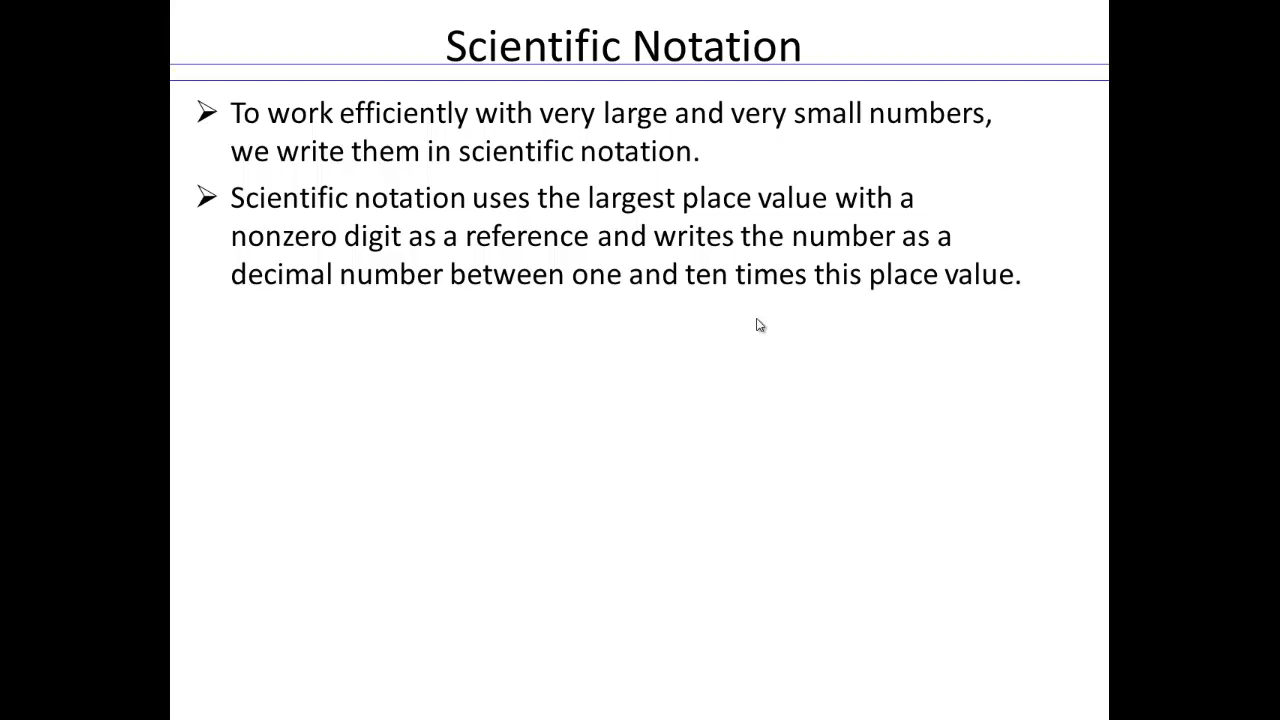 Scientific Notation
➢ To work efficiently with very large and very small numbers,
we write them in scientific notation.
➢ Scientific notation uses the largest place value with a
nonzero digit as a reference and writes the number as a
decimal number between one and ten times this place value.